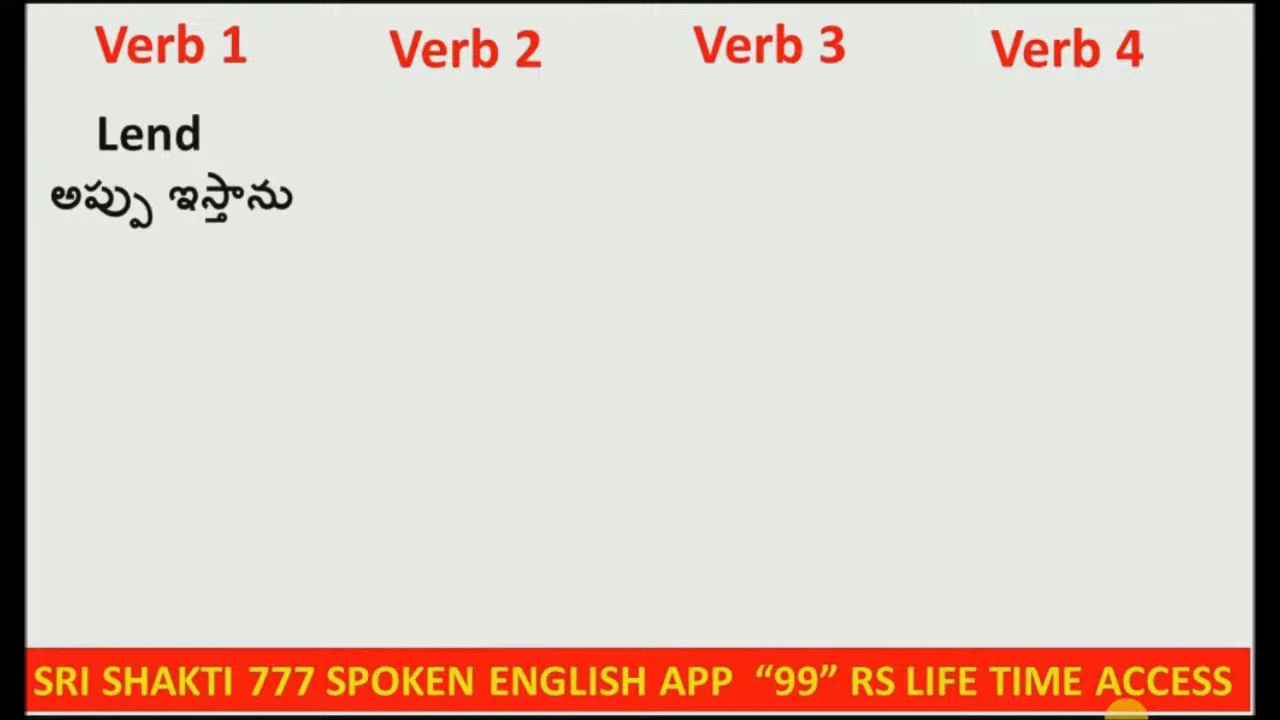 Verb 1 Verb 2 Verb 3 Verb 4
Lend
అప్పు ఇస్తాను
SRI SHAKTI 777 SPOKEN ENGLISH APP “99” RS LIFE TIME ACCESS